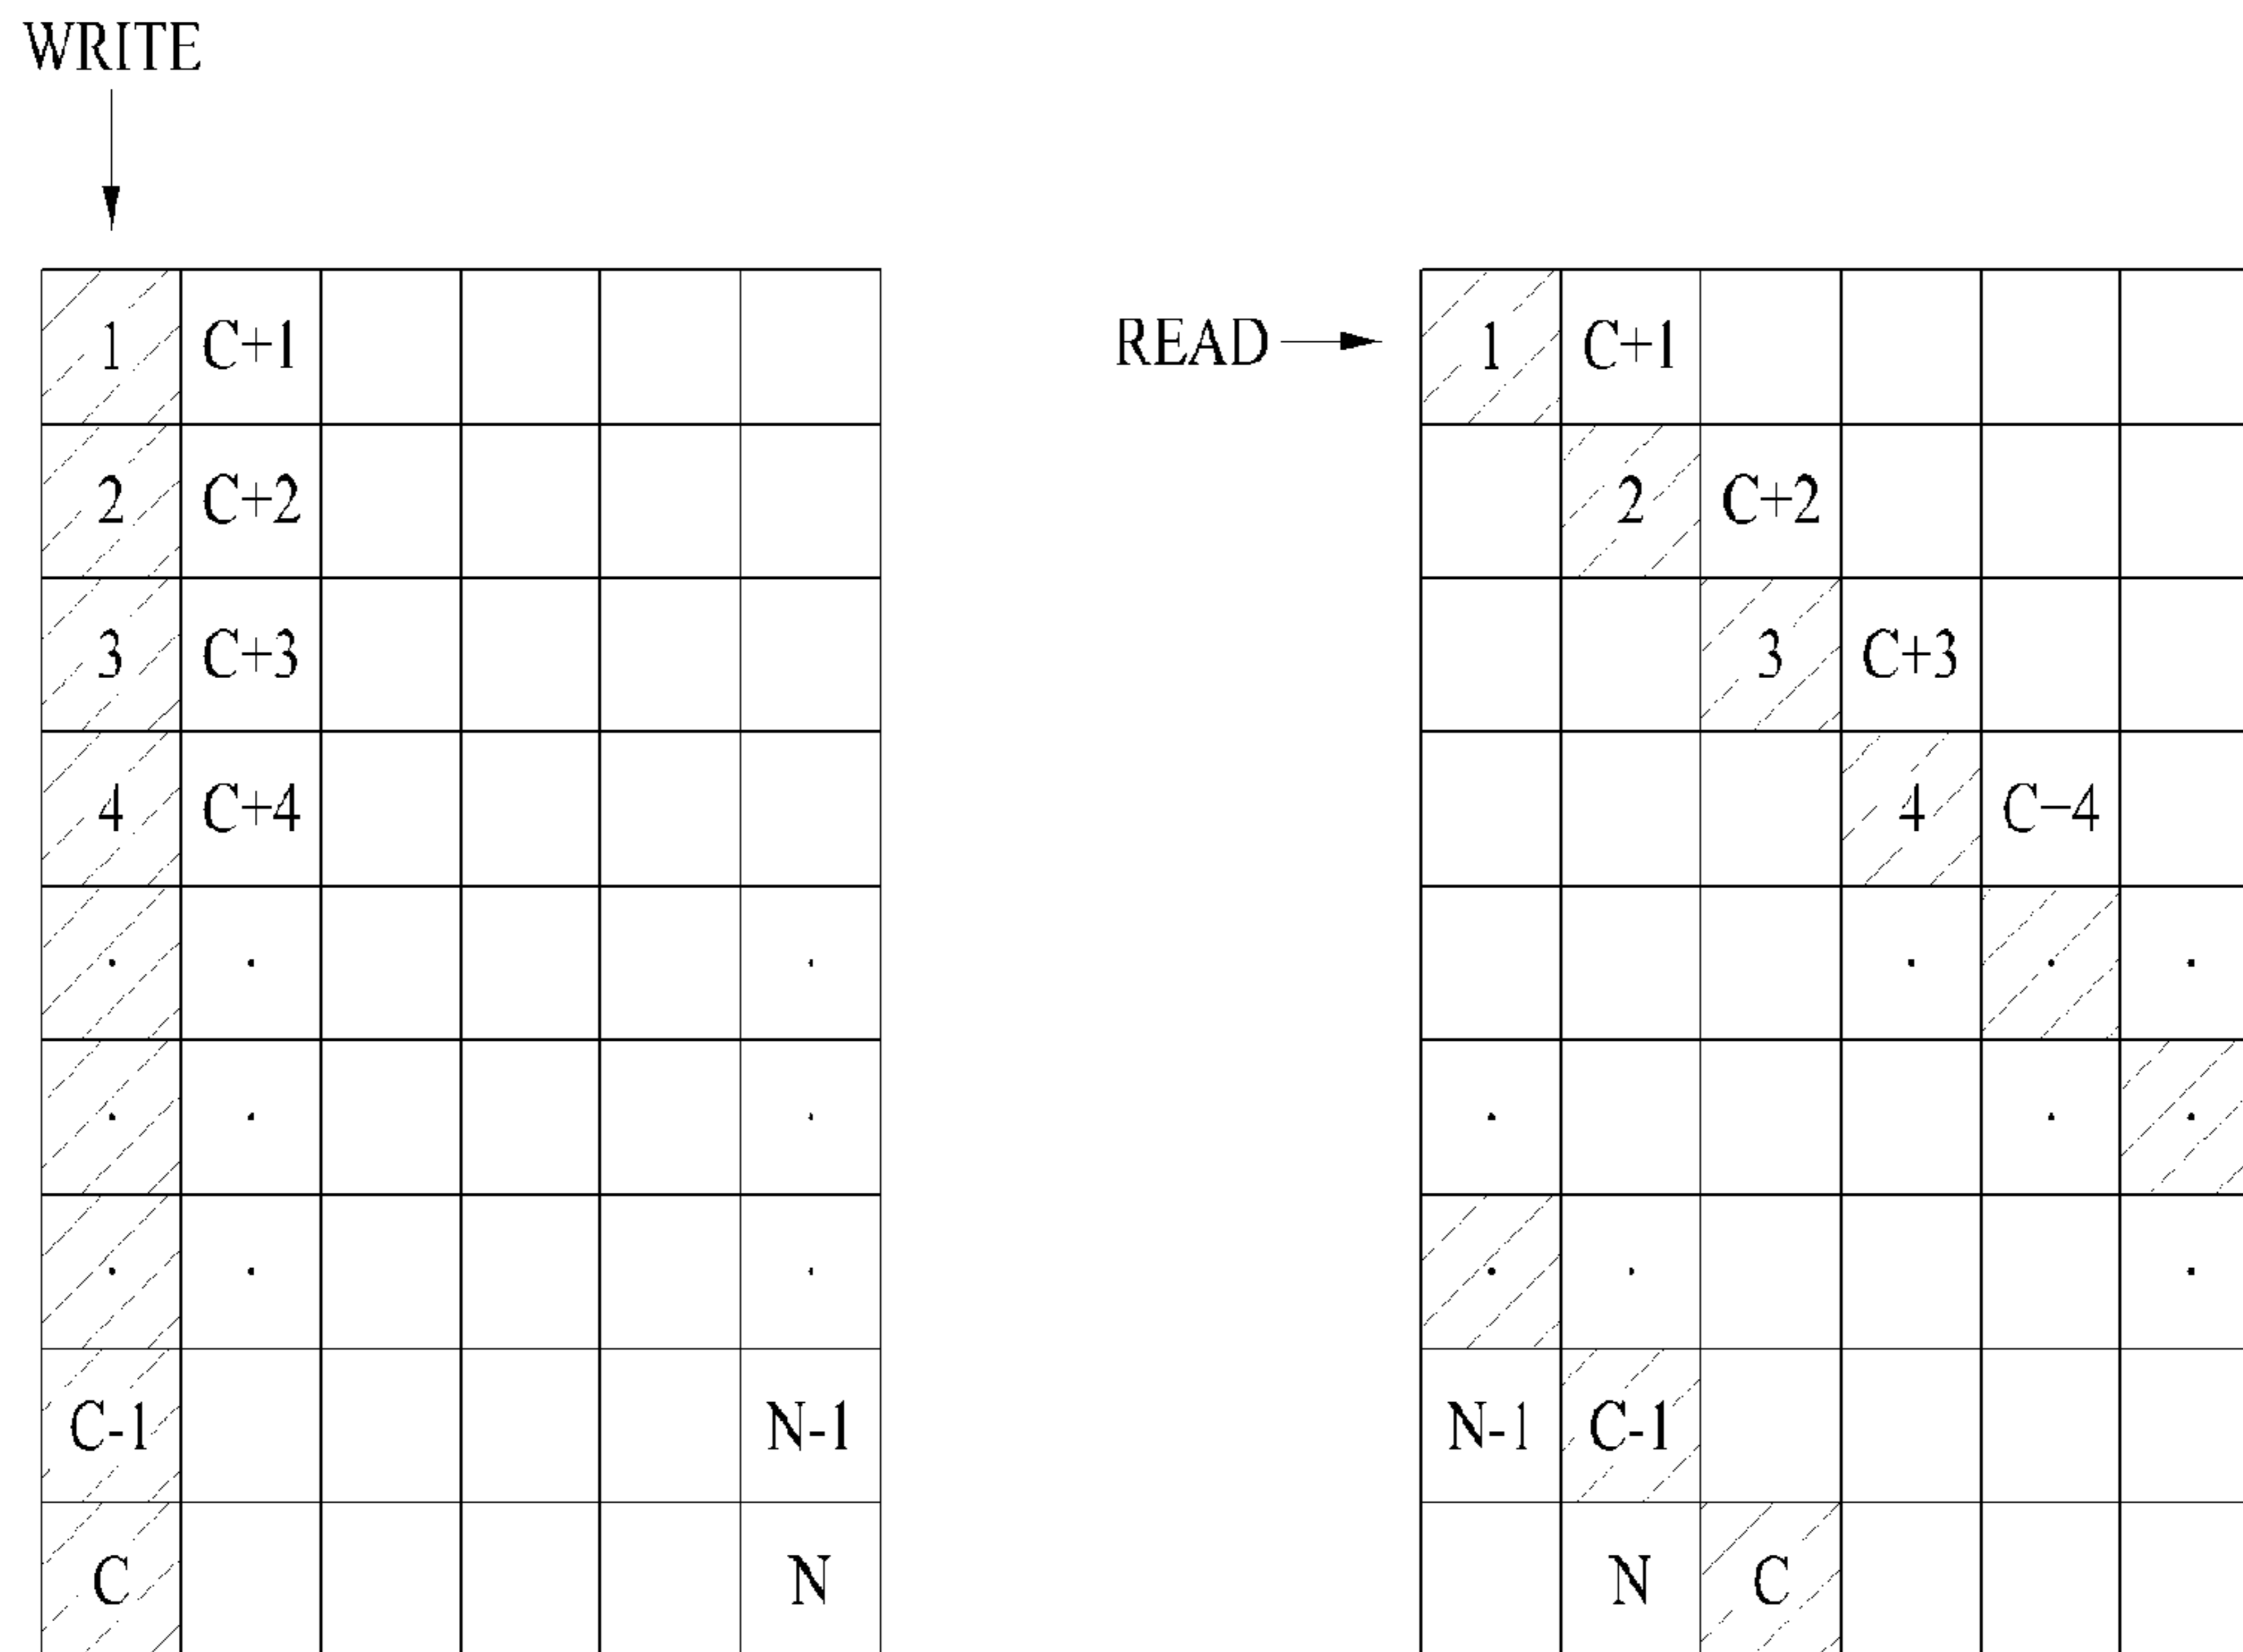 WRITE
1 C+1
2 C+2
3 C+3
4 C+4
. . .
. . .
. . .
C-1 N-1
C N
READ
1 C+1
2 C+2
3 C+3
4 C−4
. . .
. . .
. . .
N-1 C-1
N C